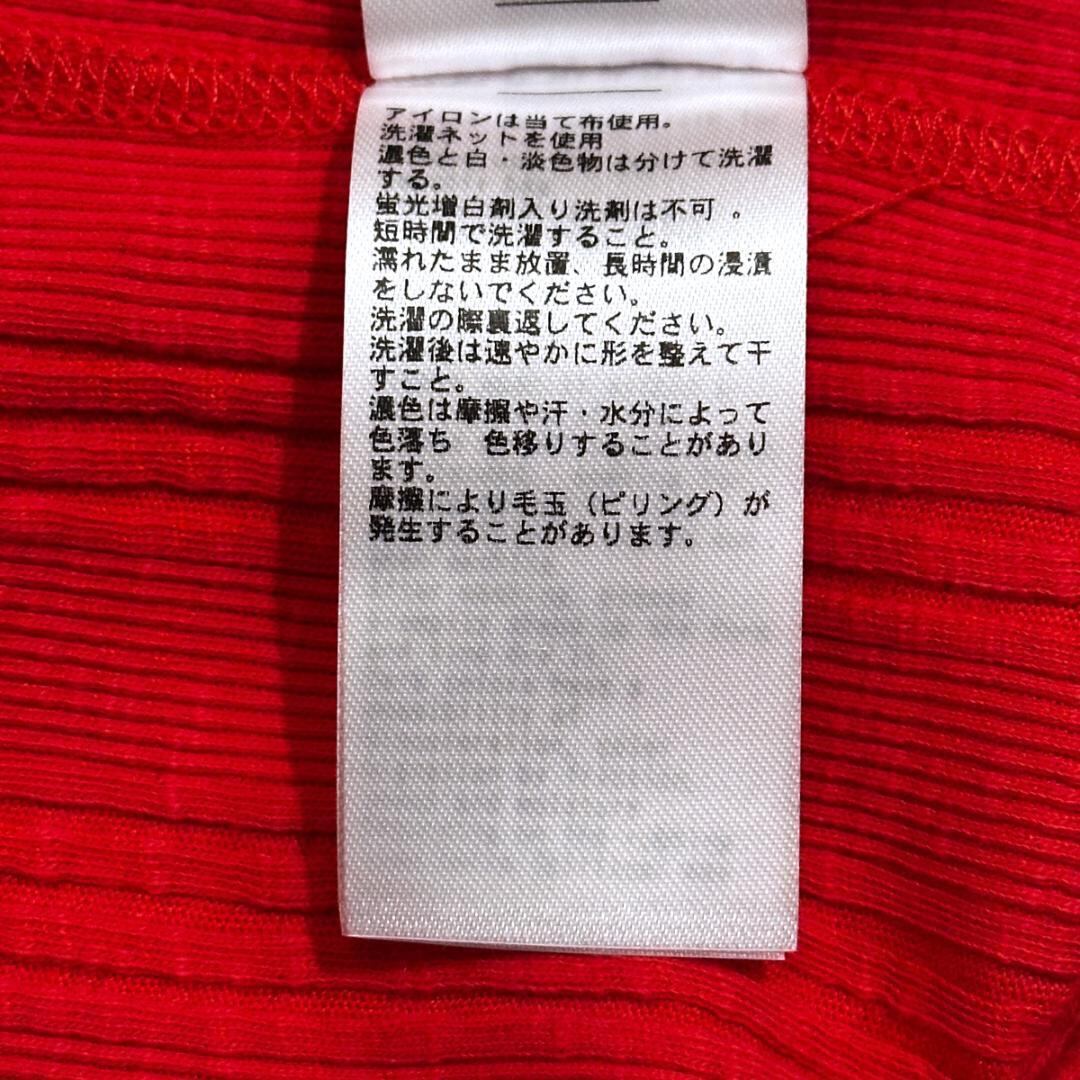 アイロンは当て布使用。
洗濯ネットを使用
濃色と白・淡色物は分けて洗濯
する。
蛍光増白剤入り洗剤は不可 。
短時間で洗濯すること。
濡れたまま放置、長時間の浸漬
をしないでください。
洗濯の際裏返してください。
洗濯後は速やかに形を整えて干
すこと。
濃色は摩擦や汗・水分によって
色落ち　色移りすることがあり
ます。
摩擦により毛玉（ピリング）が
発生することがあります。